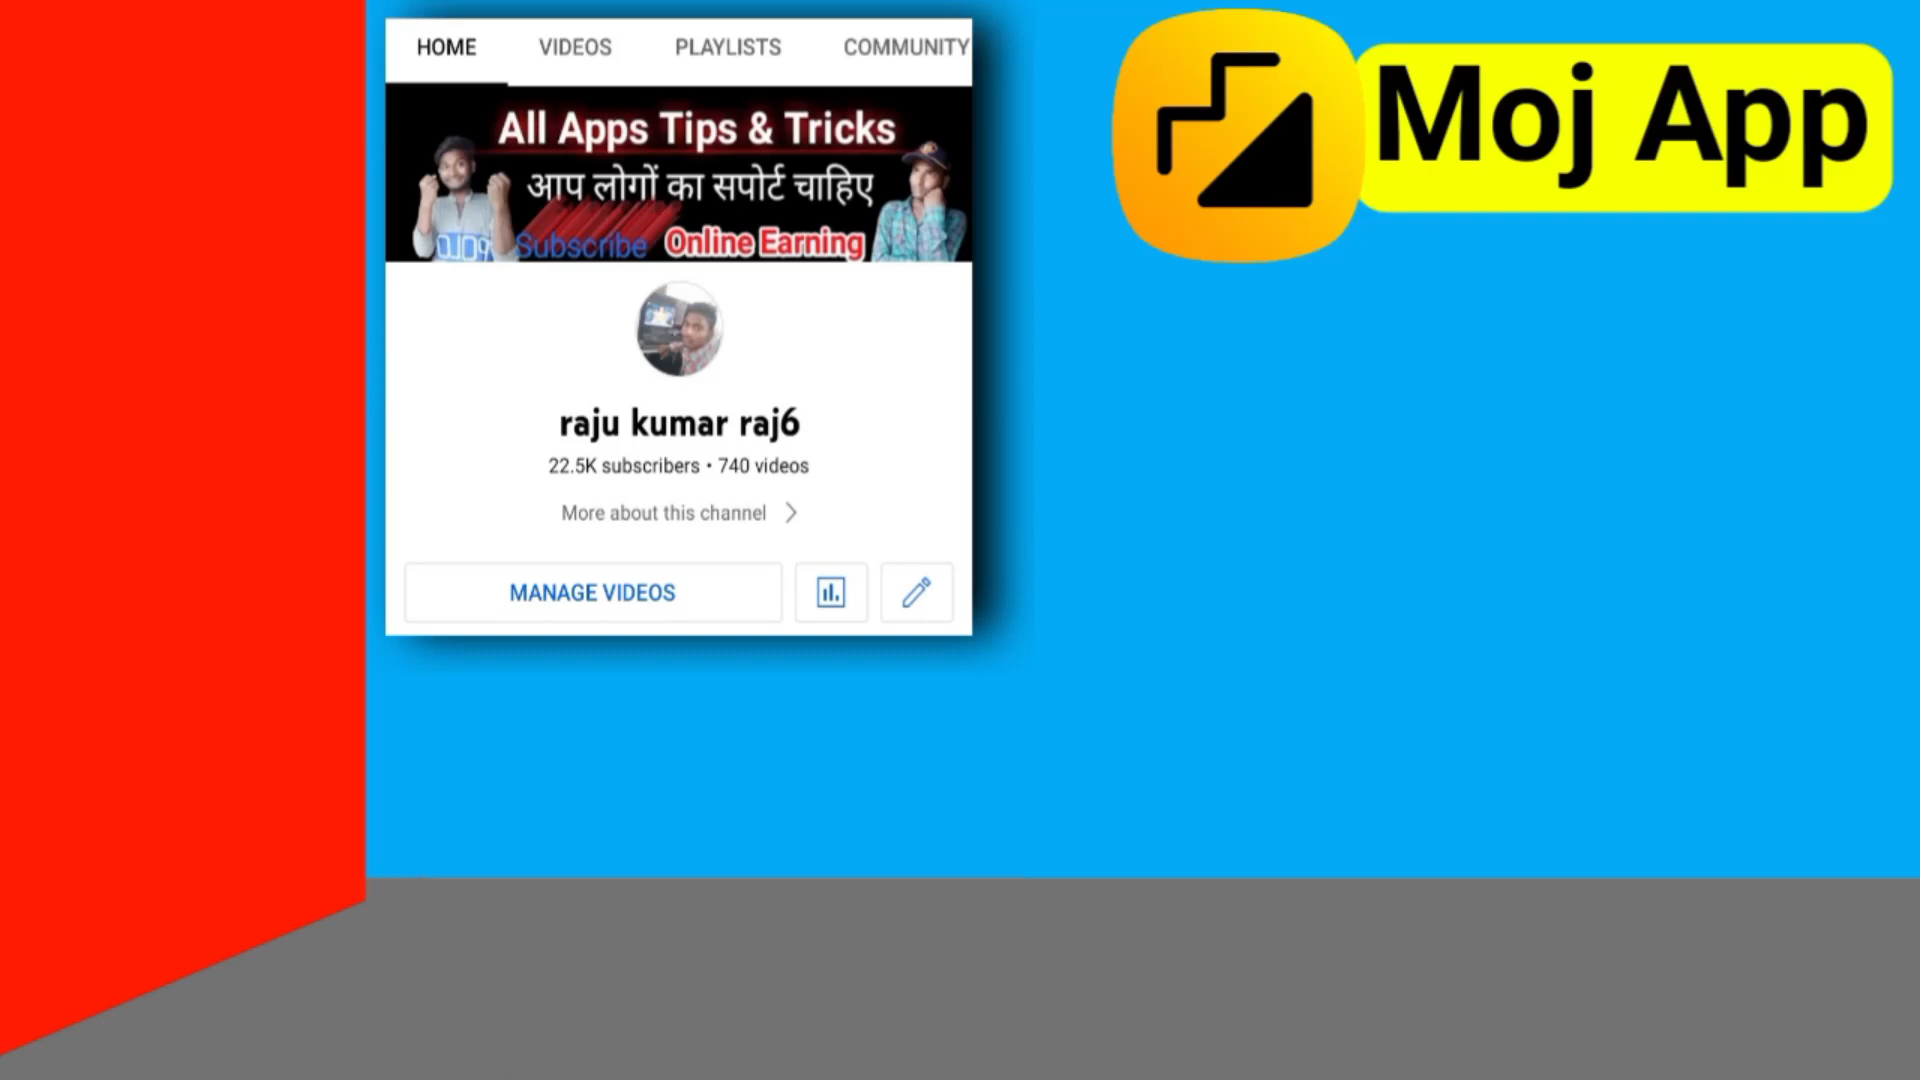 HOME VIDEOS PLAYLISTS COMMUNITY
All Apps Tips & Tricks
आप लोगों का सपोर्ट चाहिए
Subscribe Online Earning
raju kumar raj6
22.5K subscribers • 740 videos
More about this channel
MANAGE VIDEOS
Moj App